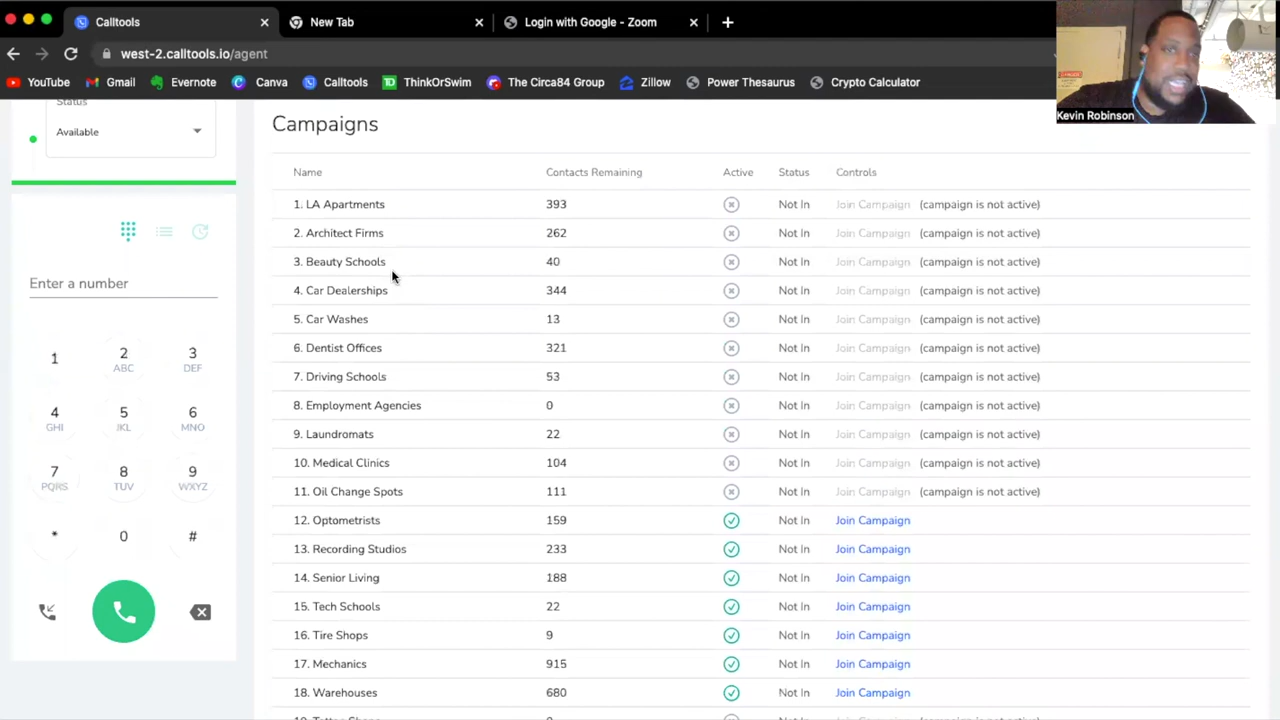 Calltools
New Tab
Login with Google - Zoom
west-2.calltools.io/agent
YouTube
Gmail
Evernote
Canva
Calltools
ThinkOrSwim
The Circa84 Group
Zillow
Power Thesaurus
Crypto Calculator
Kevin Robinson
Status
Available
Enter a number
1
2 ABC
3 DEF
4 GHI
5 JKL
6 MNO
7 PQRS
8 TUV
9 WXYZ
*
0
#
Campaigns
Name Contacts Remaining Active Status Controls
1. LA Apartments 393 Not In Join Campaign (campaign is not active)
2. Architect Firms 262 Not In Join Campaign (campaign is not active)
3. Beauty Schools 40 Not In Join Campaign (campaign is not active)
4. Car Dealerships 344 Not In Join Campaign (campaign is not active)
5. Car Washes 13 Not In Join Campaign (campaign is not active)
6. Dentist Offices 321 Not In Join Campaign (campaign is not active)
7. Driving Schools 53 Not In Join Campaign (campaign is not active)
8. Employment Agencies 0 Not In Join Campaign (campaign is not active)
9. Laundromats 22 Not In Join Campaign (campaign is not active)
10. Medical Clinics 104 Not In Join Campaign (campaign is not active)
11. Oil Change Spots 111 Not In Join Campaign (campaign is not active)
12. Optometrists 159 Not In Join Campaign
13. Recording Studios 233 Not In Join Campaign
14. Senior Living 188 Not In Join Campaign
15. Tech Schools 22 Not In Join Campaign
16. Tire Shops 9 Not In Join Campaign
17. Mechanics 915 Not In Join Campaign
18. Warehouses 680 Not In Join Campaign